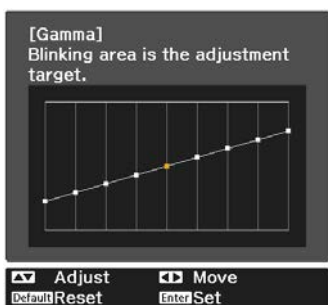 [Gamma]
Blinking area is the adjustment
target.
Adjust Move
Default Reset Enter Set